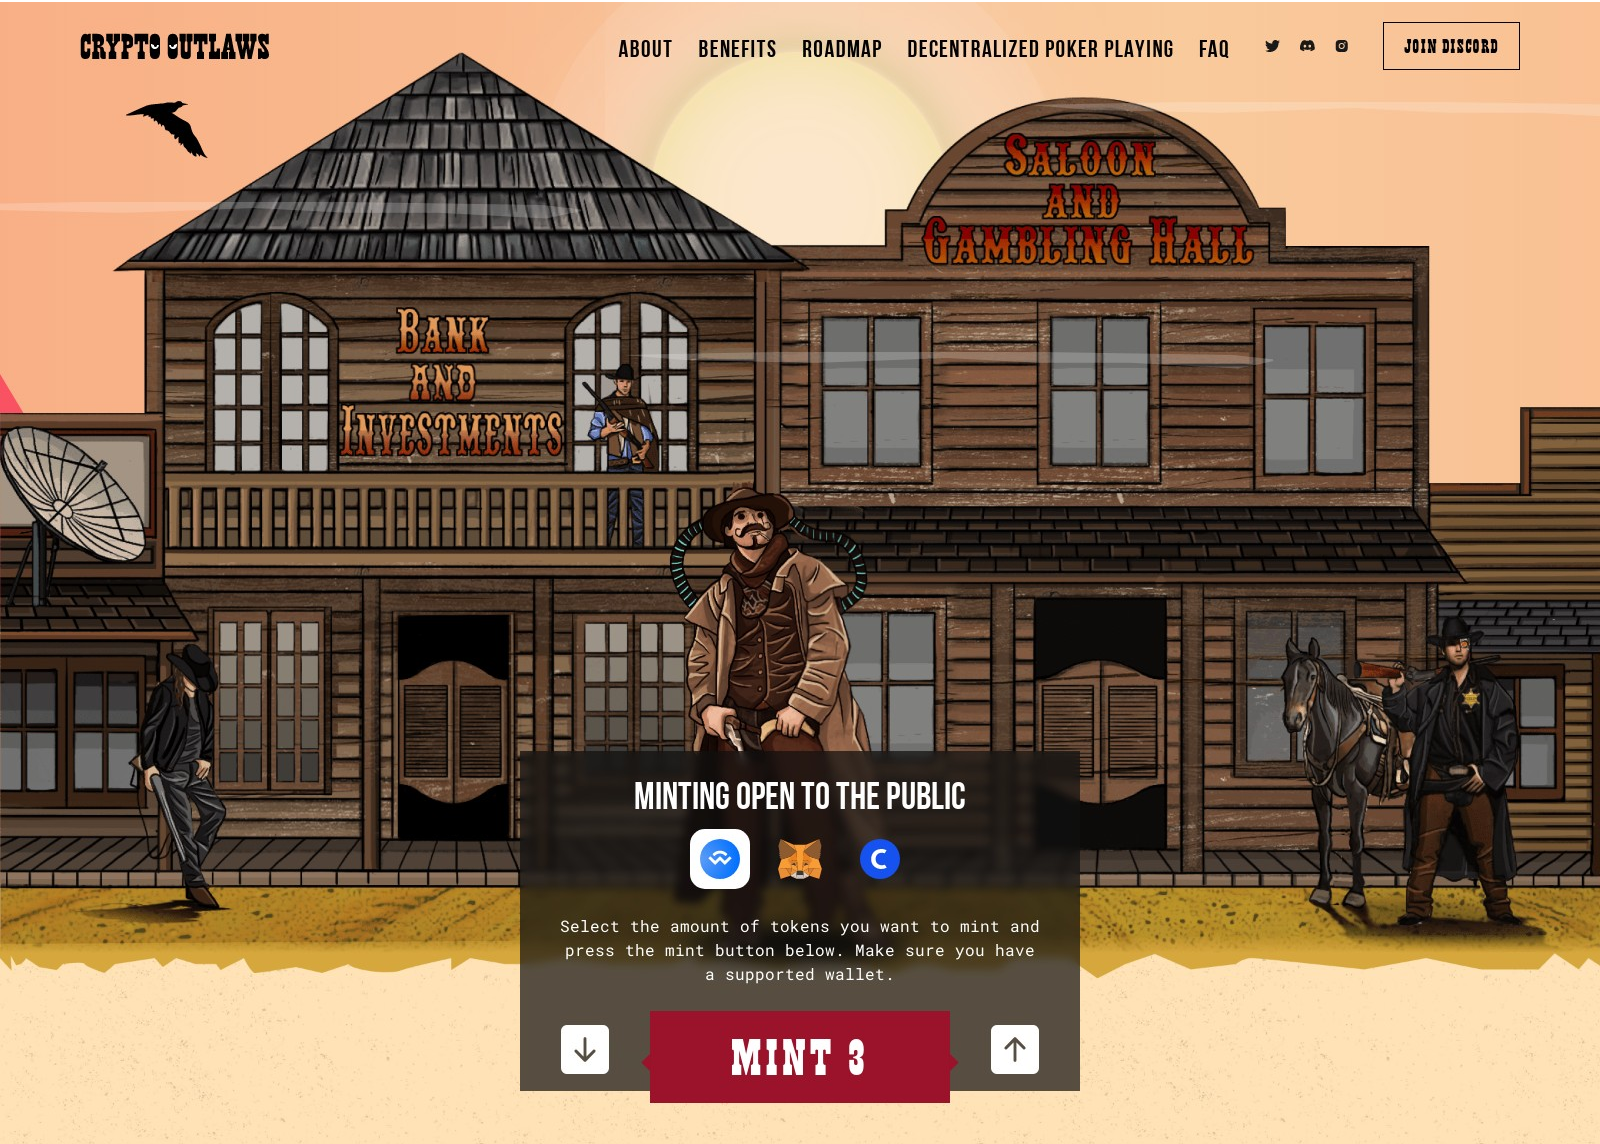 CRYPTO OUTLAWS
ABOUT BENEFITS ROADMAP DECENTRALIZED POKER PLAYING FAQ JOIN DISCORD
SALOON
AND
GAMBLING HALL
BANK
AND
INVESTMENTS
MINTING OPEN TO THE PUBLIC
Select the amount of tokens you want to mint and
press the mint button below. Make sure you have
a supported wallet.
MINT 3